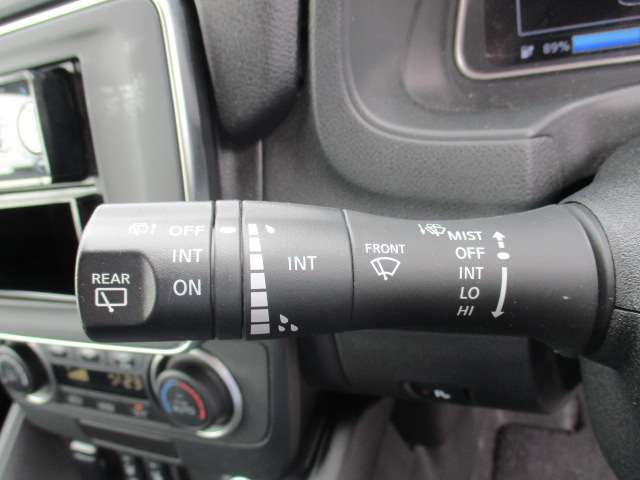 89%
OFF
INT
ON
REAR
INT
FRONT
MIST
OFF
INT
LO
HI